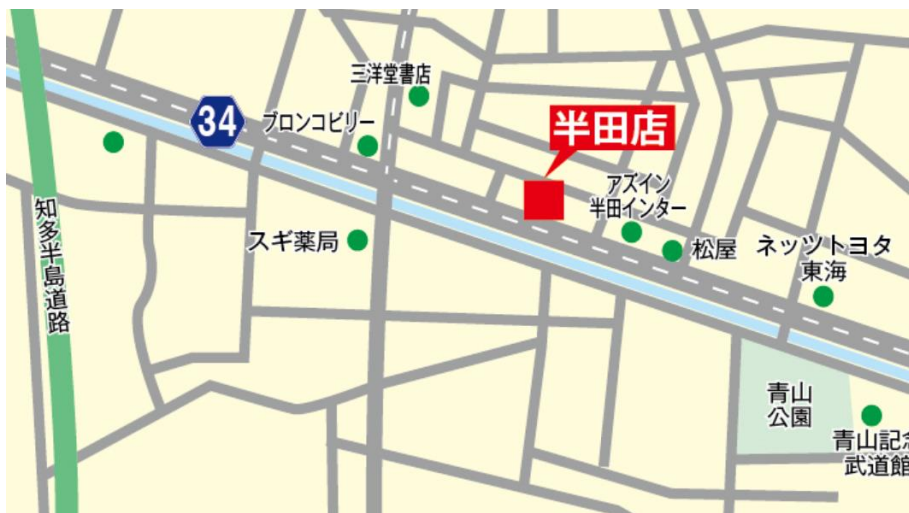 三洋堂書店
34
ブロンコビリー
半田店
アズイン
半田インター
知多半島道路
スギ薬局
松屋
ネッツトヨタ
東海
青山
公園
青山記念
武道館